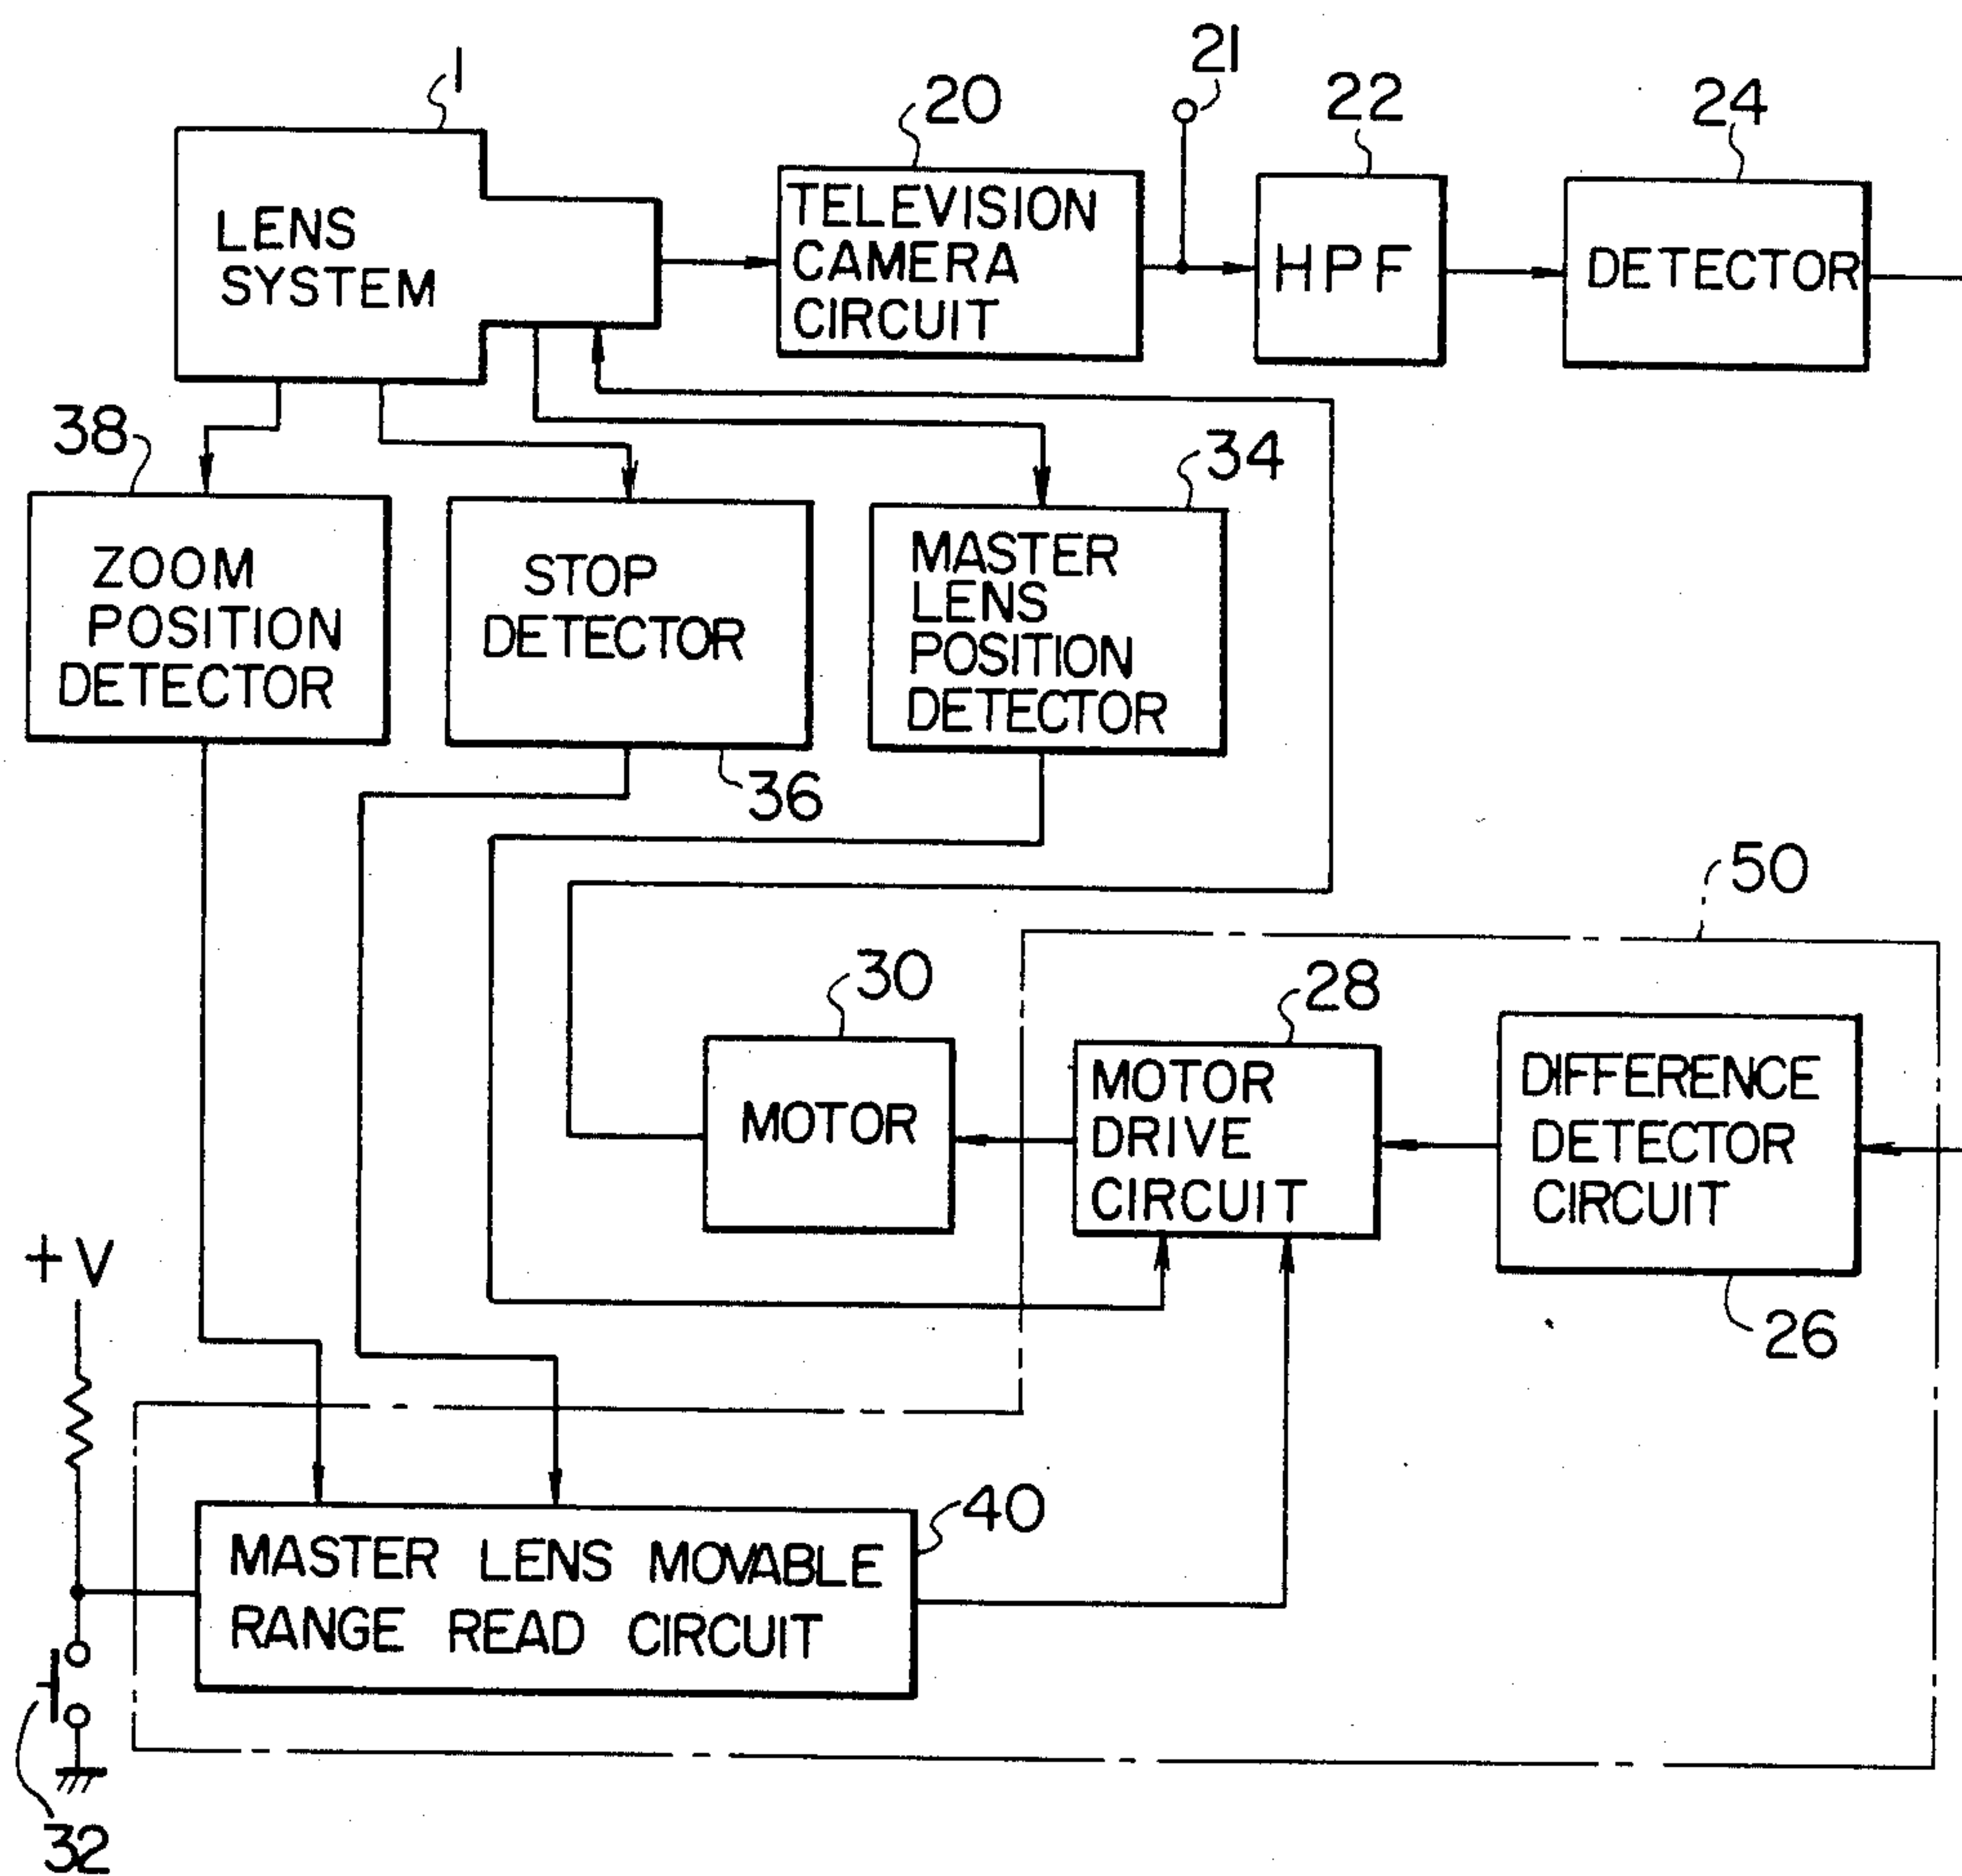 1
20
21
22
24
LENS
SYSTEM
TELEVISION
CAMERA
CIRCUIT
HPF
DETECTOR
38
34
ZOOM
POSITION
DETECTOR
STOP
DETECTOR
MASTER
LENS
POSITION
DETECTOR
36
50
30
28
MOTOR
MOTOR
DRIVE
CIRCUIT
DIFFERENCE
DETECTOR
CIRCUIT
26
+V
40
MASTER LENS MOVABLE
RANGE READ CIRCUIT
32